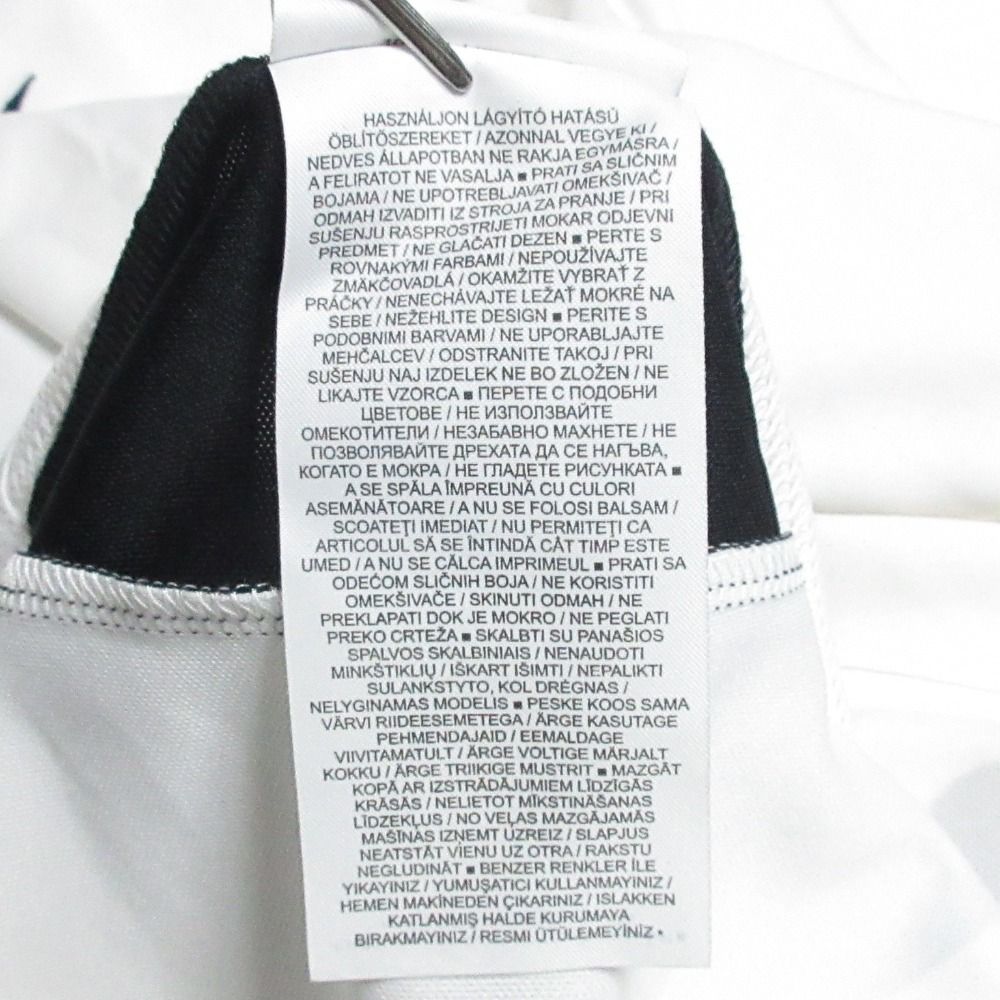 HASZNÁLJON LÁGYÍTÓ HATÁSÚ
ÖBLÍTŐSZEREKET / AZONNAL VEGYE KI /
NEDVES ÁLLAPOTBAN NE RAKJA EGYMÁSRA /
A FELIRATOT NE VASALJA ■ PRATI SA SLIČNIM
BOJAMA / NE UPOTREBLJAVATI OMEKŠIVAČ /
ODMAH IZVADITI IZ STROJA ZA PRANJE / PRI
SUŠENJU RASPROSTRIJETI MOKAR ODJEVNI
PREDMET / NE GLAČATI DEZEN ■ PERTE S
ROVNAKÝMI FARBAMI / NEPOUŽÍVAJTE
ZMÄKČOVADLÁ / OKAMŽITE VYBRAŤ Z
PRÁČKY / NENECHÁVAJTE LEŽAŤ MOKRÉ NA
SEBE / NEŽEHLITE DESIGN ■ PERITE S
PODOBNIMI BARVAMI / NE UPORABLJAJTE
MEHČALCEV / ODSTRANITE TAKOJ / PRI
SUŠENJU NAJ IZDELEK NE BO ZLOŽEN / NE
LIKAJTE VZORCA ■ ПЕРЕТЕ С ПОДОБНИ
ЦВЕТОВЕ / НЕ ИЗПОЛЗВАЙТЕ
ОМЕКОТИТЕЛИ / НЕЗАБАВНО МАХНЕТЕ / НЕ
ПОЗВОЛЯВАЙТЕ ДРЕХАТА ДА СЕ НАГЪВА,
КОГАТО Е МОКРА / НЕ ГЛАДЕТЕ РИСУНКАТА ■
A SE SPĂLA ÎMPREUNĂ CU CULORI
ASEMĂNĂTOARE / A NU SE FOLOSI BALSAM /
SCOATEŢI IMEDIAT / NU PERMITEŢI CA
ARTICOLUL SĂ SE ÎNTINDĂ CÂT TIMP ESTE
UMED / A NU SE CĂLCA IMPRIMEUL ■ PRATI SA
ODEĆOM SLIČNIH BOJA / NE KORISTITI
OMEKŠIVAČE / SKINUTI ODMAH / NE
PREKLAPATI DOK JE MOKRO / NE PEGLATI
PREKO CRTEŽA ■ SKALBTI SU PANAŠIOS
SPALVOS SKALBINIAIS / NENAUDOTI
MINKŠTIKLIŲ / IŠKART IŠIMTI / NEPALIKTI
SULANKSTYTO, KOL DRĖGNAS /
NELYGINAMAS MODELIS ■ PESKE KOOS SAMA
VÄRVI RIIDEESEMETEGA / ÄRGE KASUTAGE
PEHMENDAJAID / EEMALDAGE
VIIVITAMATULT / ÄRGE VOLTIGE MÄRJALT
KOKKU / ÄRGE TRIIKIGE MUSTRIT ■ MAZGĀT
KOPĀ AR IZSTRĀDĀJUMIEM LĪDZĪGĀS
KRĀSĀS / NELIETOT MĪKSTINĀŠANAS
LĪDZEKĻUS / NO VEĻAS MAZGĀJAMĀS
MAŠĪNAS IZŅEMT UZREIZ / SLAPJUS
NEATSTĀT VIENU UZ OTRA / RAKSTU
NEGLUDINĀT ■ BENZER RENKLER İLE
YIKAYINIZ / YUMUŞATICI KULLANMAYINIZ /
HEMEN MAKİNEDEN ÇIKARINIZ / ISLAKKEN
KATLANMIŞ HALDE KURUMAYA
BIRAKMAYINIZ / RESMI ÜTÜLEMEYİNİZ •